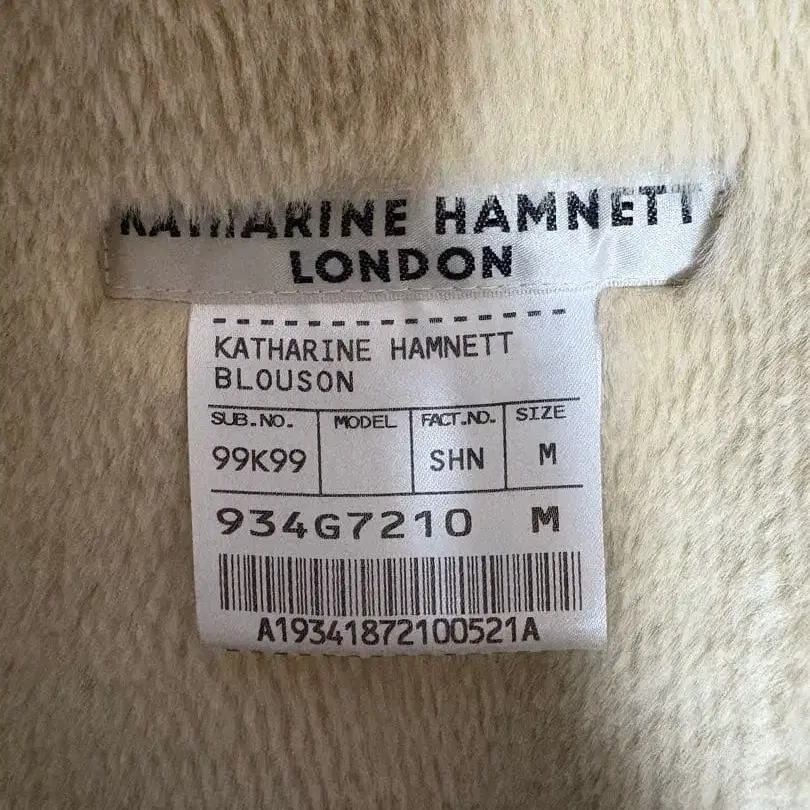 KATHARINE HAMNETT
LONDON
KATHARINE HAMNETT
BLOUSON
SUB.NO. MODEL FACT.NO. SIZE
99K99 SHN M
934G7210 M
A19341872100521A